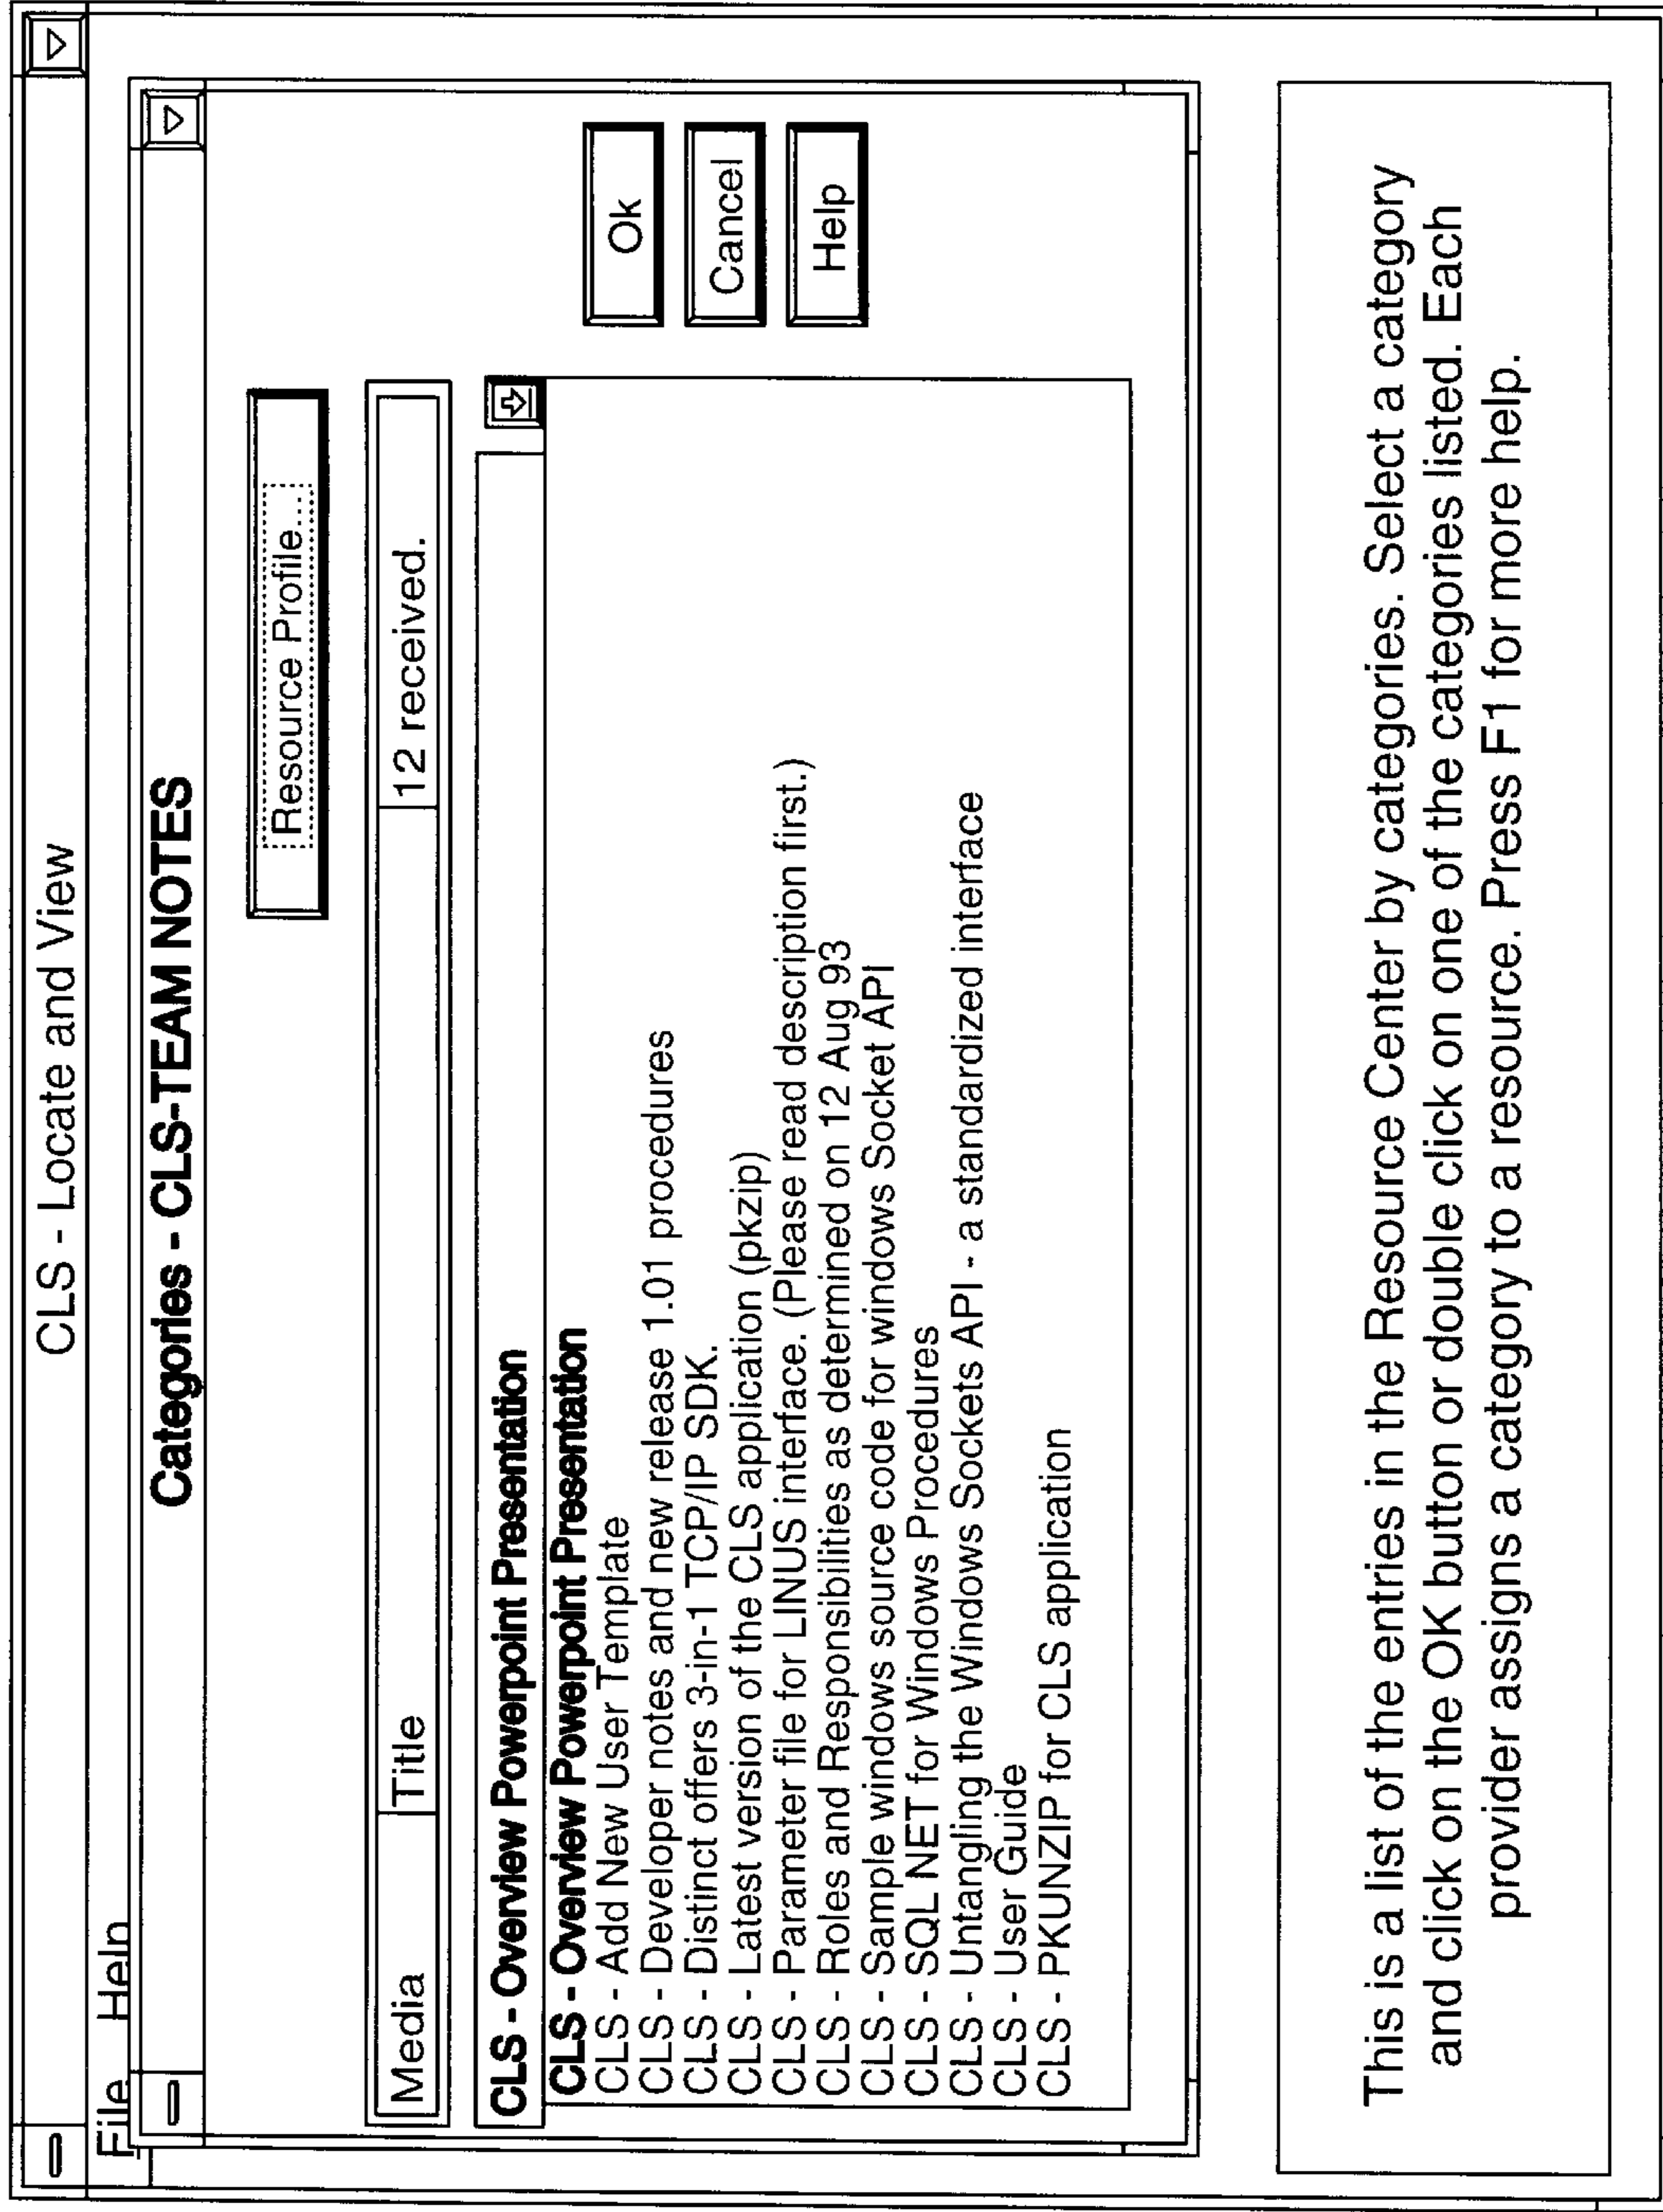 CLS - Locate and View
File Help
Categories - CLS-TEAM NOTES
Resource Profile...
Media Title 12 received.
CLS - Overview Powerpoint Presentation
CLS - Overview Powerpoint Presentation
CLS - Add New User Template
CLS - Developer notes and new release 1.01 procedures
CLS - Distinct offers 3-in-1 TCP/IP SDK.
CLS - Latest version of the CLS application (pkzip)
CLS - Parameter file for LINUS interface. (Please read description first.)
CLS - Roles and Responsibilities as determined on 12 Aug 93
CLS - Sample windows source code for windows Socket API
CLS - SQL NET for Windows Procedures
CLS - Untangling the Windows Sockets API - a standardized interface
CLS - User Guide
CLS - PKUNZIP for CLS application
Ok
Cancel
Help
This is a list of the entries in the Resource Center by categories. Select a category
and click on the OK button or double click on one of the categories listed. Each
provider assigns a category to a resource. Press F1 for more help.